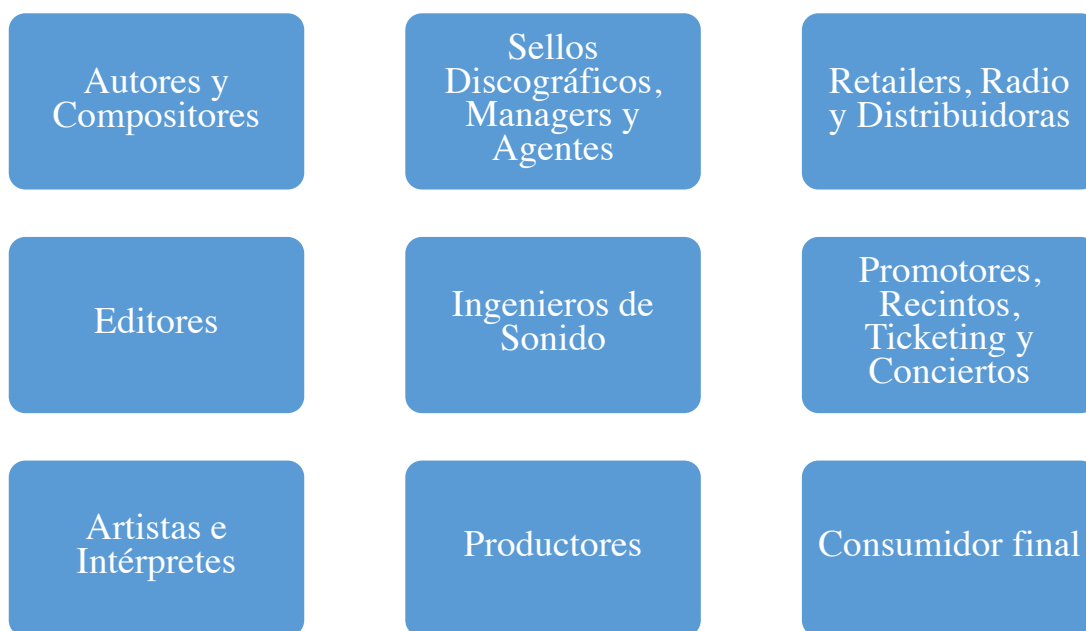 Autores y
Compositores
Sellos
Discográficos,
Managers y
Agentes
Retailers, Radio
y Distribuidoras
Editores
Ingenieros de
Sonido
Promotores,
Recintos,
Ticketing y
Conciertos
Artistas e
Intérpretes
Productores
Consumidor final